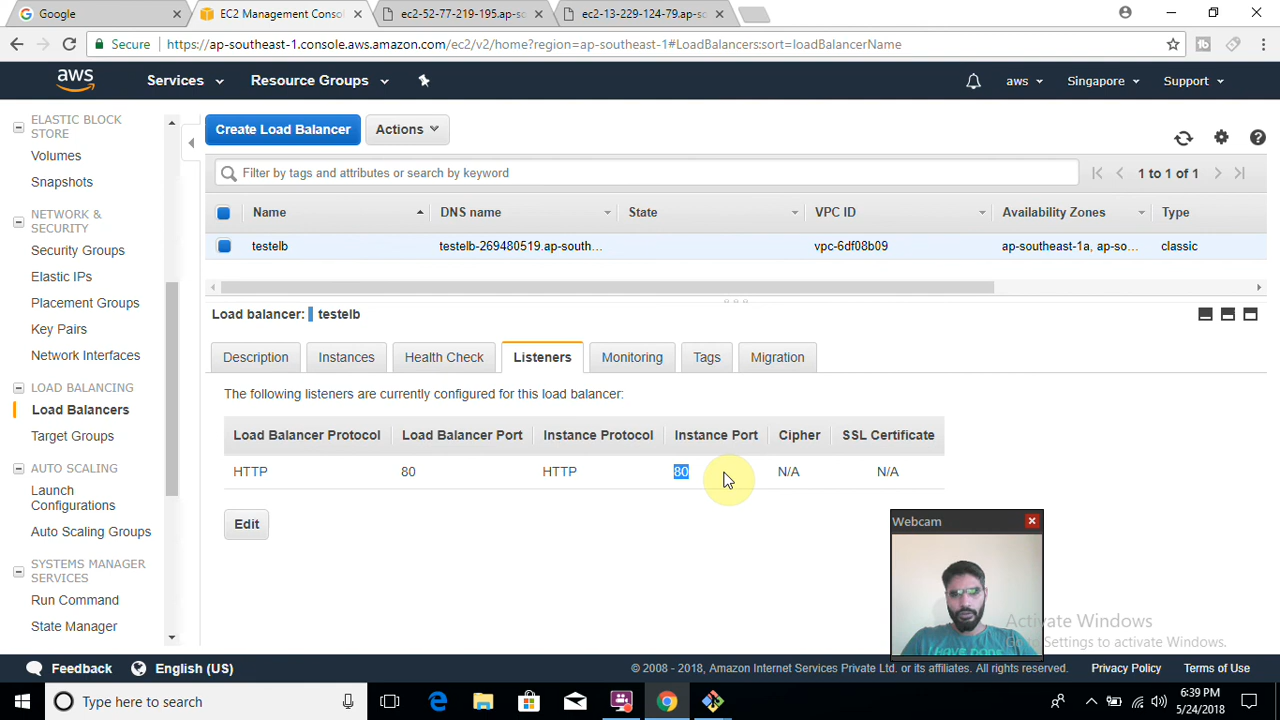 Google
EC2 Management Conso
ec2-52-77-219-195.ap-sc
ec2-13-229-124-79.ap-sc
Secure
https://ap-southeast-1.console.aws.amazon.com/ec2/v2/home?region=ap-southeast-1#LoadBalancers:sort=loadBalancerName
aws
Services
Resource Groups
aws
Singapore
Support
ELASTIC BLOCK
STORE
Volumes
Snapshots
NETWORK &
SECURITY
Security Groups
Elastic IPs
Placement Groups
Key Pairs
Network Interfaces
LOAD BALANCING
Load Balancers
Target Groups
AUTO SCALING
Launch
Configurations
Auto Scaling Groups
SYSTEMS MANAGER
SERVICES
Run Command
State Manager
Create Load Balancer
Actions
Filter by tags and attributes or search by keyword
1 to 1 of 1
Name DNS name State VPC ID Availability Zones Type
testelb testelb-269480519.ap-south... vpc-6df08b09 ap-southeast-1a, ap-so... classic
Load balancer: testelb
Description Instances Health Check Listeners Monitoring Tags Migration
The following listeners are currently configured for this load balancer:
Load Balancer Protocol Load Balancer Port Instance Protocol Instance Port Cipher SSL Certificate
HTTP 80 HTTP 80 N/A N/A
Edit
Webcam
Activate Windows
Settings to activate Windows.
Feedback
English (US)
© 2008 - 2018, Amazon Internet Services Private Ltd. or its affiliates. All rights reserved.
Privacy Policy
Terms of Use
Type here to search
6:39 PM
5/24/2018